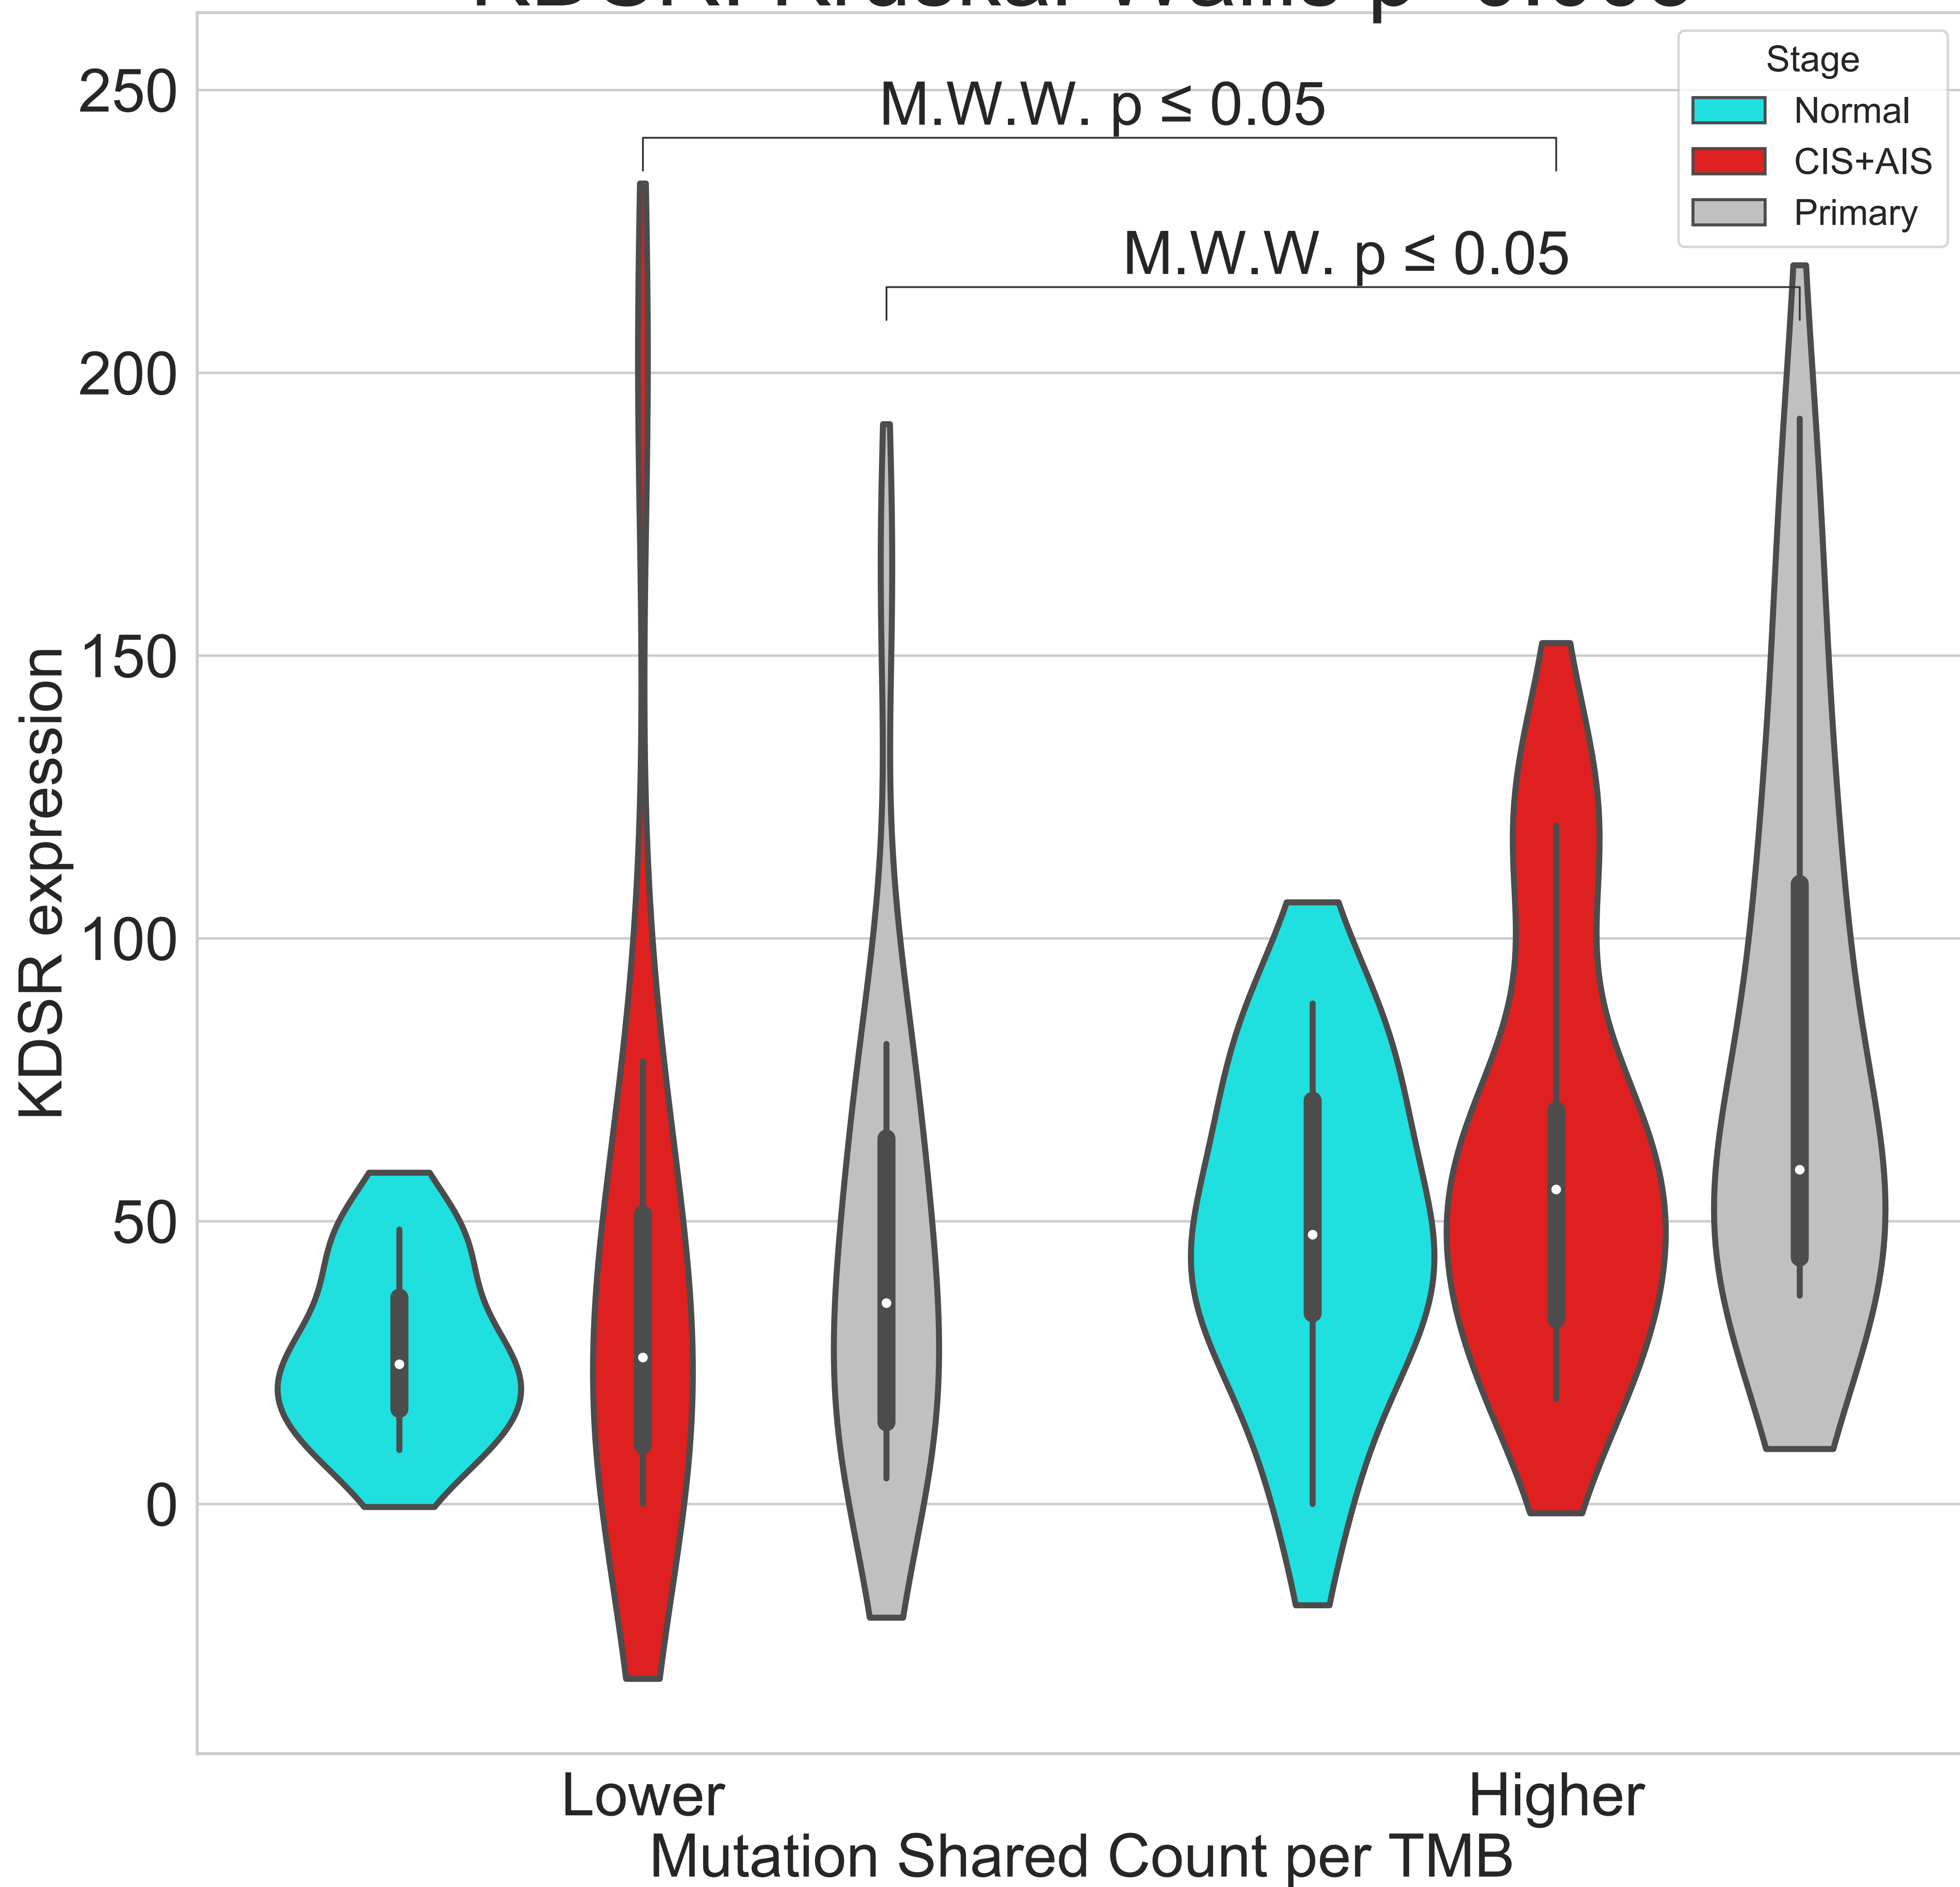 Stage
Normal
CIS+AIS
Primary
M.W.W. p ≤ 0.05
M.W.W. p ≤ 0.05
250
200
150
100
50
0
KDSR expression
Lower
Higher
Mutation Shared Count per TMB